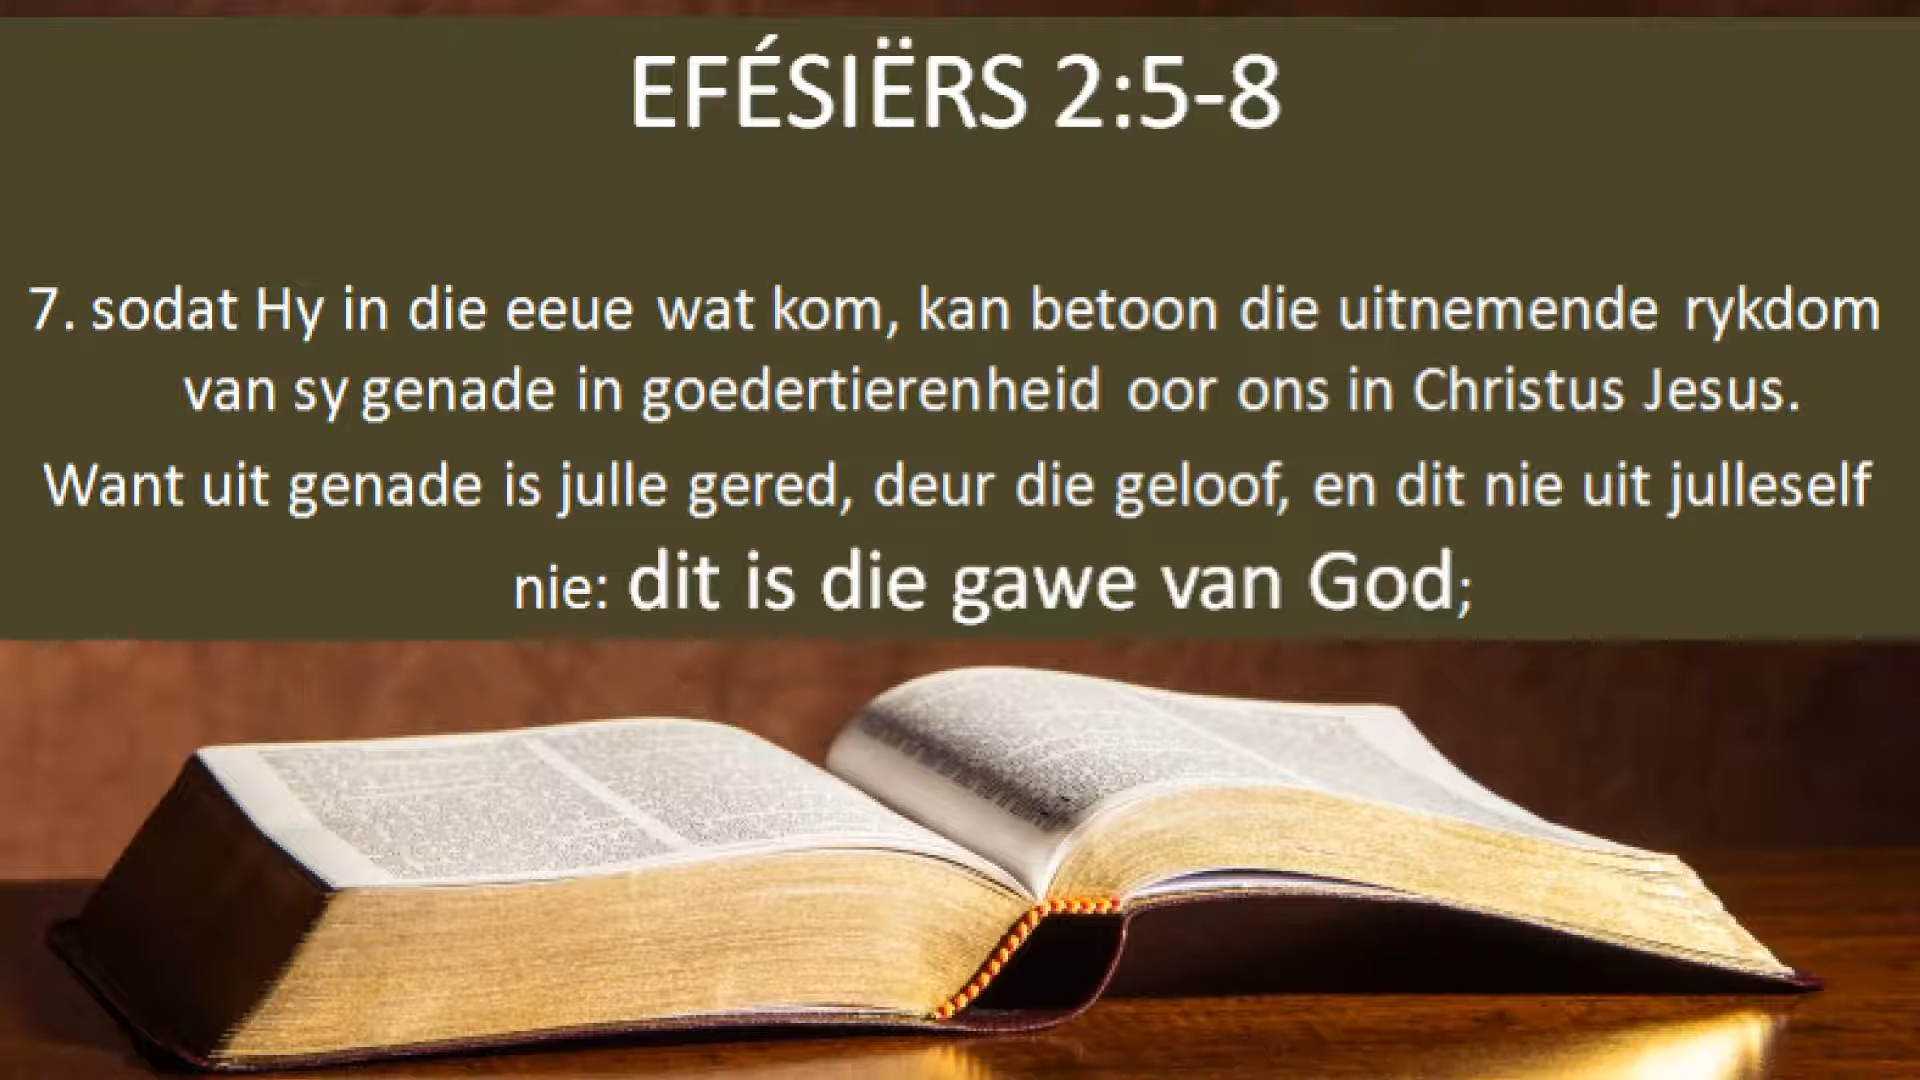 EFÉSIËRS 2:5-8
7. sodat Hy in die eeue wat kom, kan betoon die uitnemende rykdom
van sy genade in goedertierenheid oor ons in Christus Jesus.
Want uit genade is julle gered, deur die geloof, en dit nie uit julleself
nie: dit is die gawe van God;